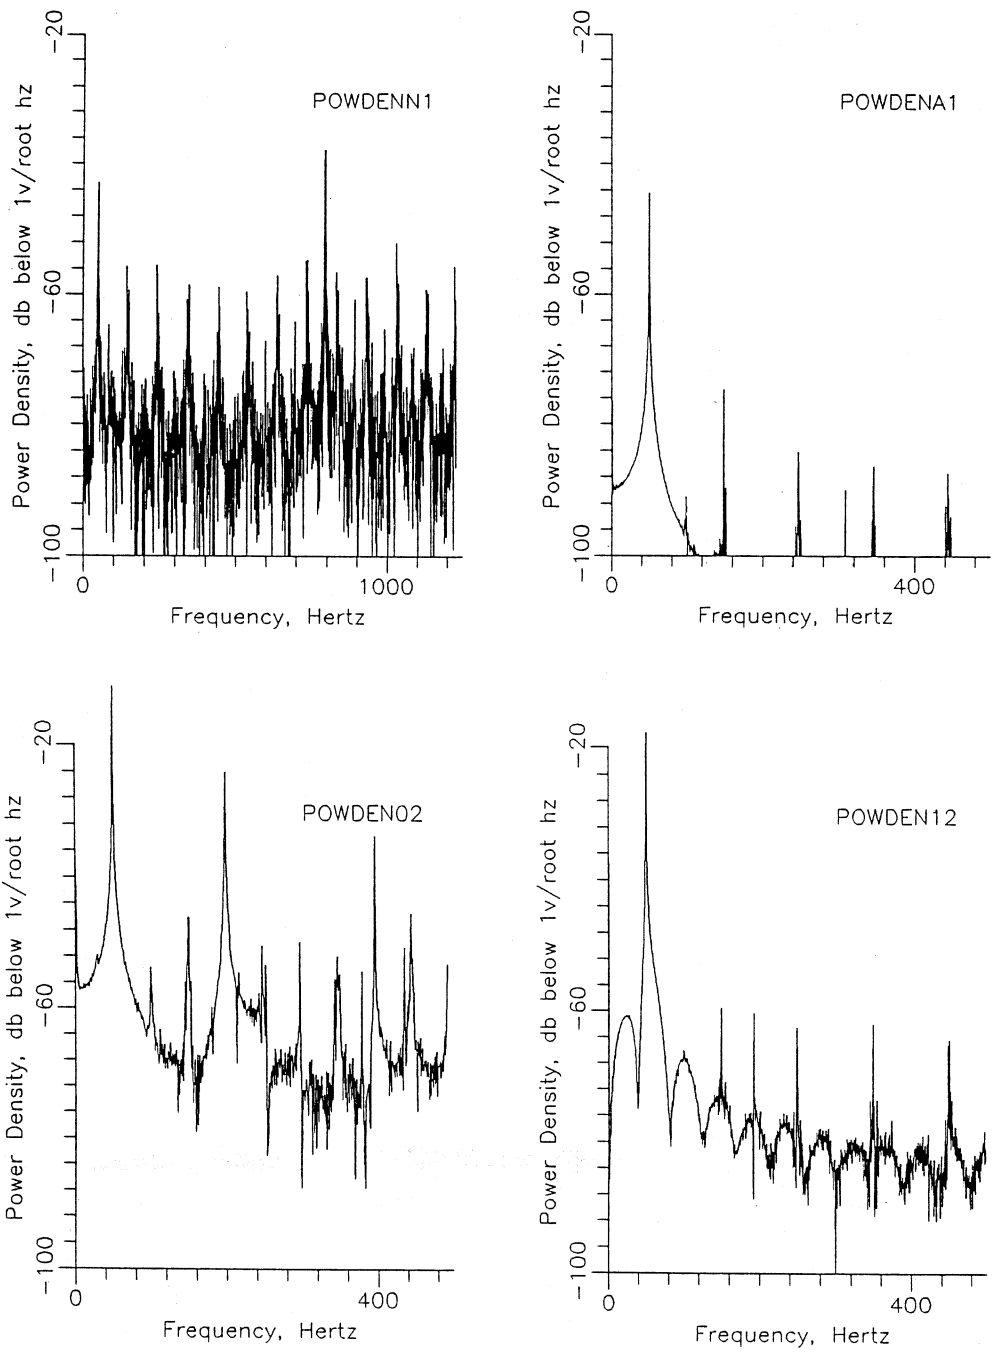 −20
POWDENN1
−60
−100
Power Density, db below 1v/root hz
0
1000
Frequency, Hertz
−20
POWDENA1
−60
−100
Power Density, db below 1v/root hz
0
400
Frequency, Hertz
−20
POWDEN02
−60
−100
Power Density, db below 1v/root hz
0
400
Frequency, Hertz
−20
POWDEN12
−60
−100
Power Density, db below 1v/root hz
0
400
Frequency, Hertz